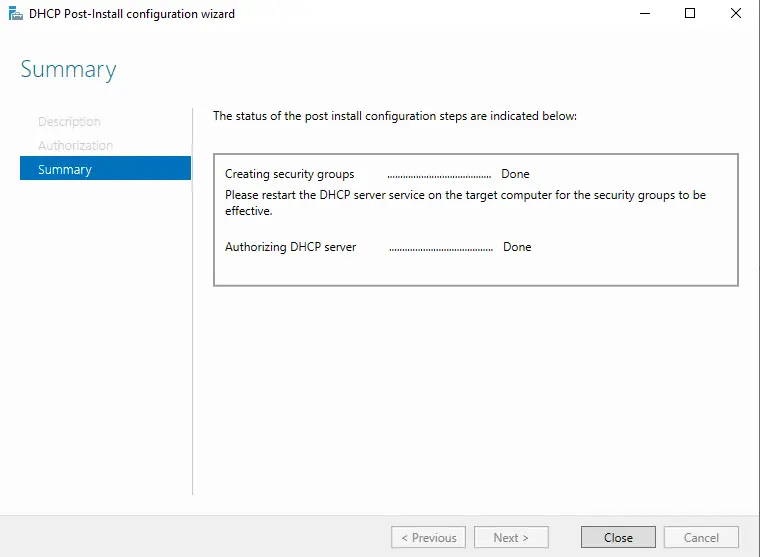 DHCP Post-Install configuration wizard
Summary
Description
Authorization
Summary
The status of the post install configuration steps are indicated below:
Creating security groups ........................................ Done
Please restart the DHCP server service on the target computer for the security groups to be
effective.
Authorizing DHCP server ........................................ Done
< Previous
Next >
Close
Cancel